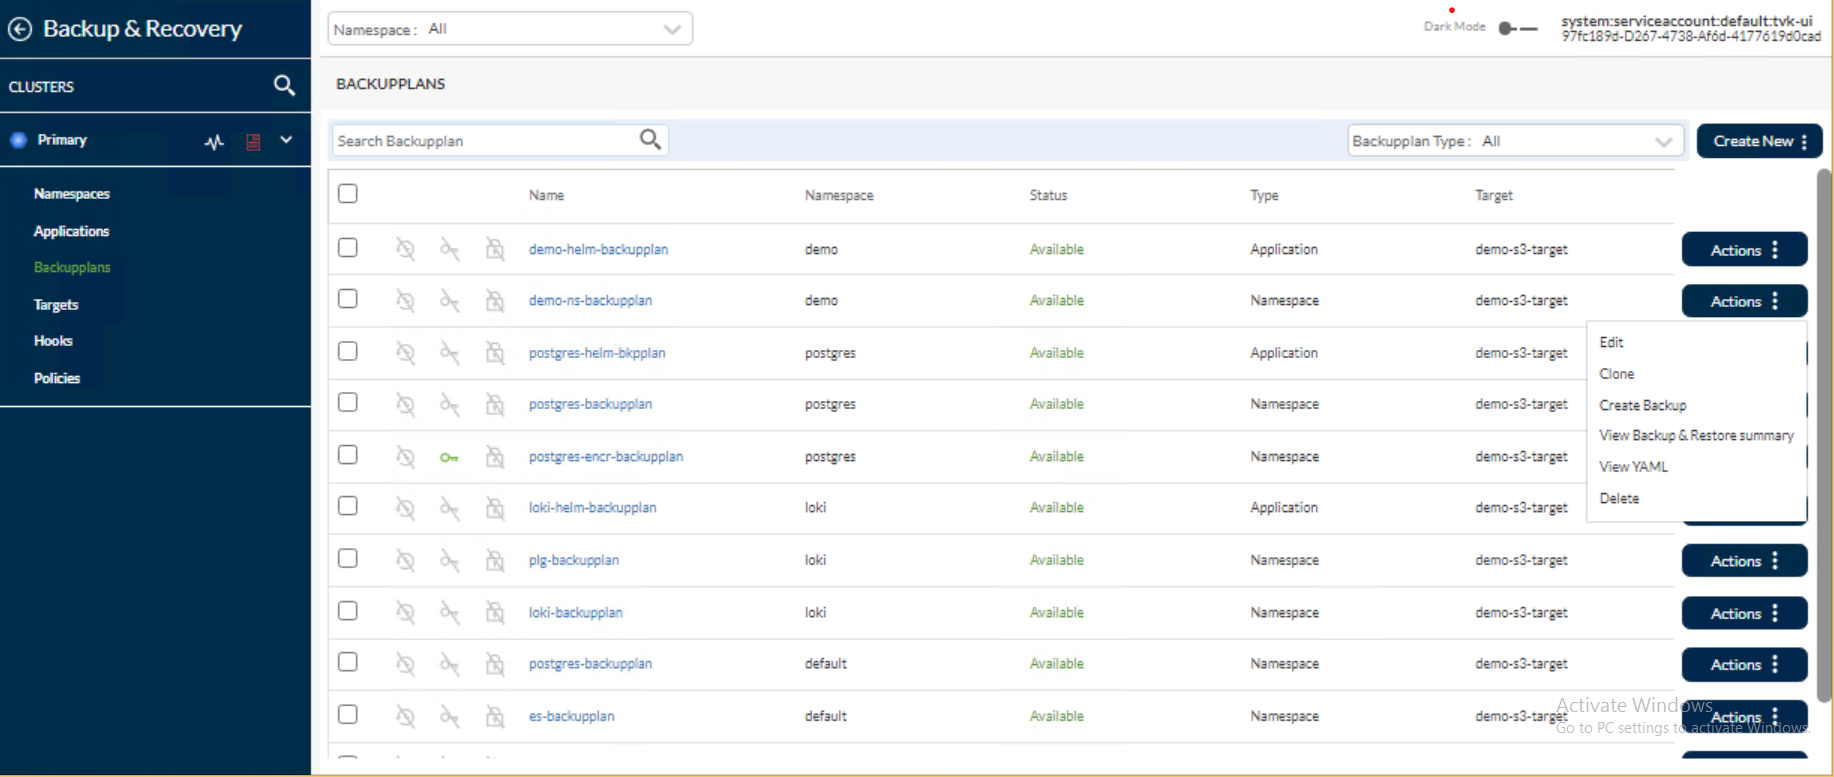 Backup & Recovery
Namespace : All
Dark Mode
system:serviceaccount:default:tvk-ui
97fc189d-D267-4738-Af6d-4177619d0cad
CLUSTERS
BACKUPPLANS
Primary
Search Backupplan
Backupplan Type : All
Create New
Namespaces
Applications
Backupplans
Targets
Hooks
Policies
Name Namespace Status Type Target
demo-helm-backupplan demo Available Application demo-s3-target Actions
demo-ns-backupplan demo Available Namespace demo-s3-target Actions
postgres-helm-bkpplan postgres Available Application demo-s3-target
postgres-backupplan postgres Available Namespace demo-s3-target
postgres-encr-backupplan postgres Available Namespace demo-s3-target
loki-helm-backupplan loki Available Application demo-s3-target
Edit
Clone
Create Backup
View Backup & Restore summary
View YAML
Delete
plg-backupplan loki Available Namespace demo-s3-target Actions
loki-backupplan loki Available Namespace demo-s3-target Actions
postgres-backupplan default Available Namespace demo-s3-target Actions
es-backupplan default Available Namespace demo-s3-target Actions
Activate Windows
Go to PC settings to activate Windows.